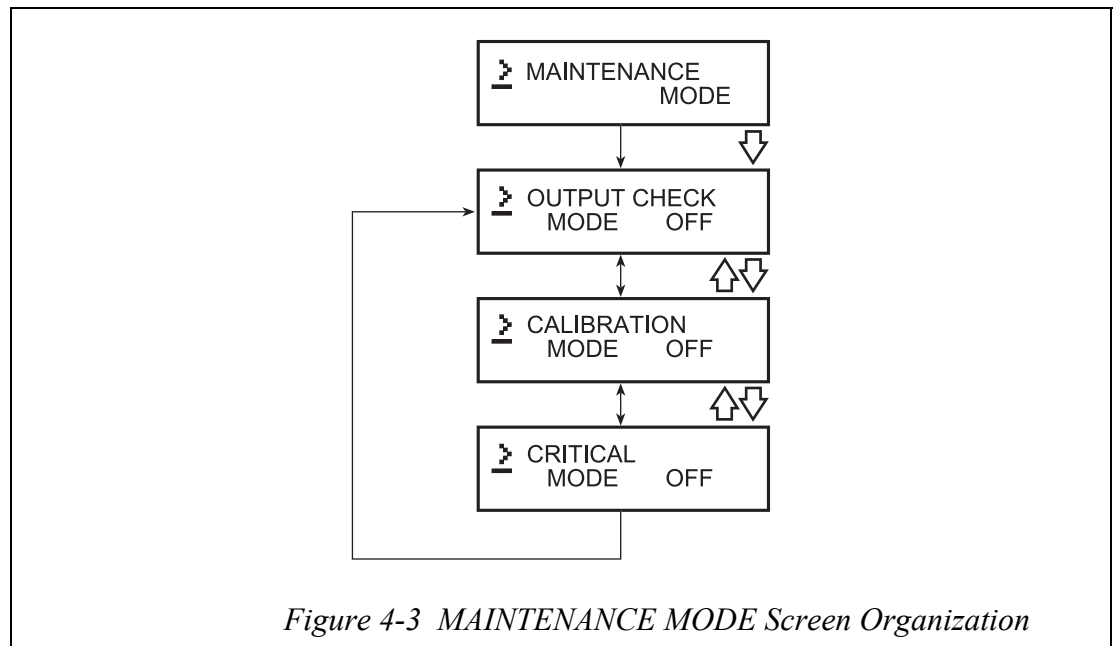 > MAINTENANCE
MODE
> OUTPUT CHECK
MODE OFF
> CALIBRATION
MODE OFF
> CRITICAL
MODE OFF
Figure 4-3 MAINTENANCE MODE Screen Organization